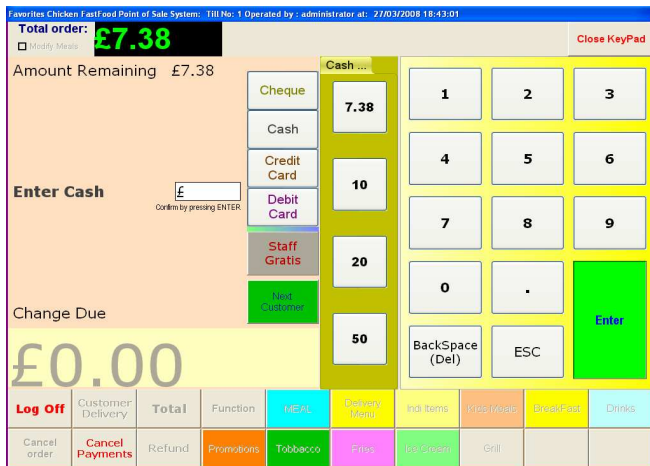 Favorites Chicken FastFood Point of Sale System: Till No: 1 Operated by : administrator at: 27/03/2008 18:43:01
Total order:
£7.38
Modify Meals
Close KeyPad
Amount Remaining £7.38
Cash ...
Cheque
7.38
1 2 3
Cash
Credit
Card
4 5 6
10
Enter Cash £
Confirm by pressing ENTER
Debit
Card
7 8 9
Staff
Gratis
20
0 .
Next
Customer
Change Due
Enter
£0.00
50
BackSpace
(Del)
ESC
Log Off
Customer
Delivery
Total
Function
MEAL
Delivery
Menu
Indi Items
Kids Meals
BreakFast
Drinks
Cancel
order
Cancel
Payments
Refund
Promotions
Tobbacco
Fries
Ice Cream
Grill